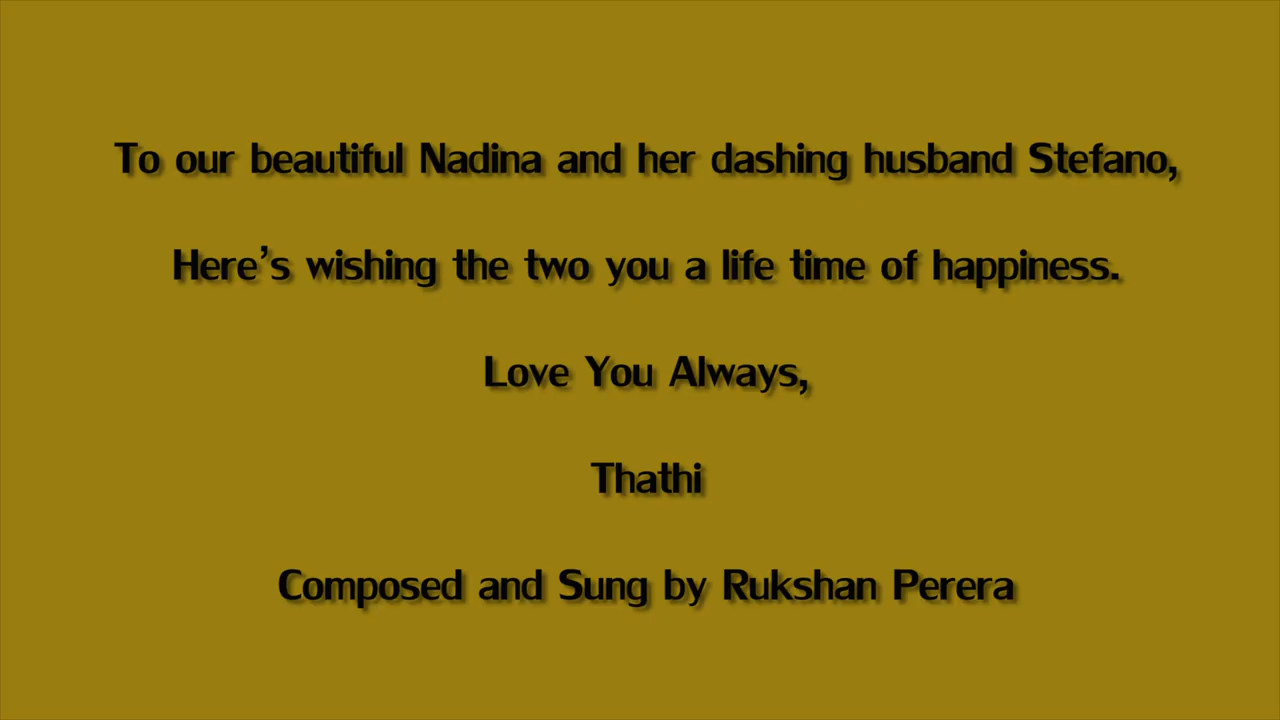 To our beautiful Nadina and her dashing husband Stefano,
Here’s wishing the two you a life time of happiness.
Love You Always,
Thathi
Composed and Sung by Rukshan Perera